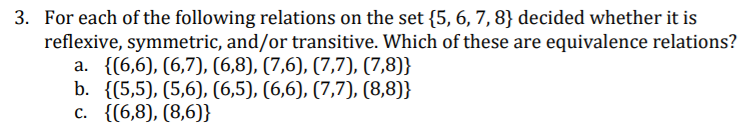 3. For each of the following relations on the set {5, 6, 7, 8} decided whether it is
reflexive, symmetric, and/or transitive. Which of these are equivalence relations?
a. {(6,6), (6,7), (6,8), (7,6), (7,7), (7,8)}
b. {(5,5), (5,6), (6,5), (6,6), (7,7), (8,8)}
c. {(6,8), (8,6)}